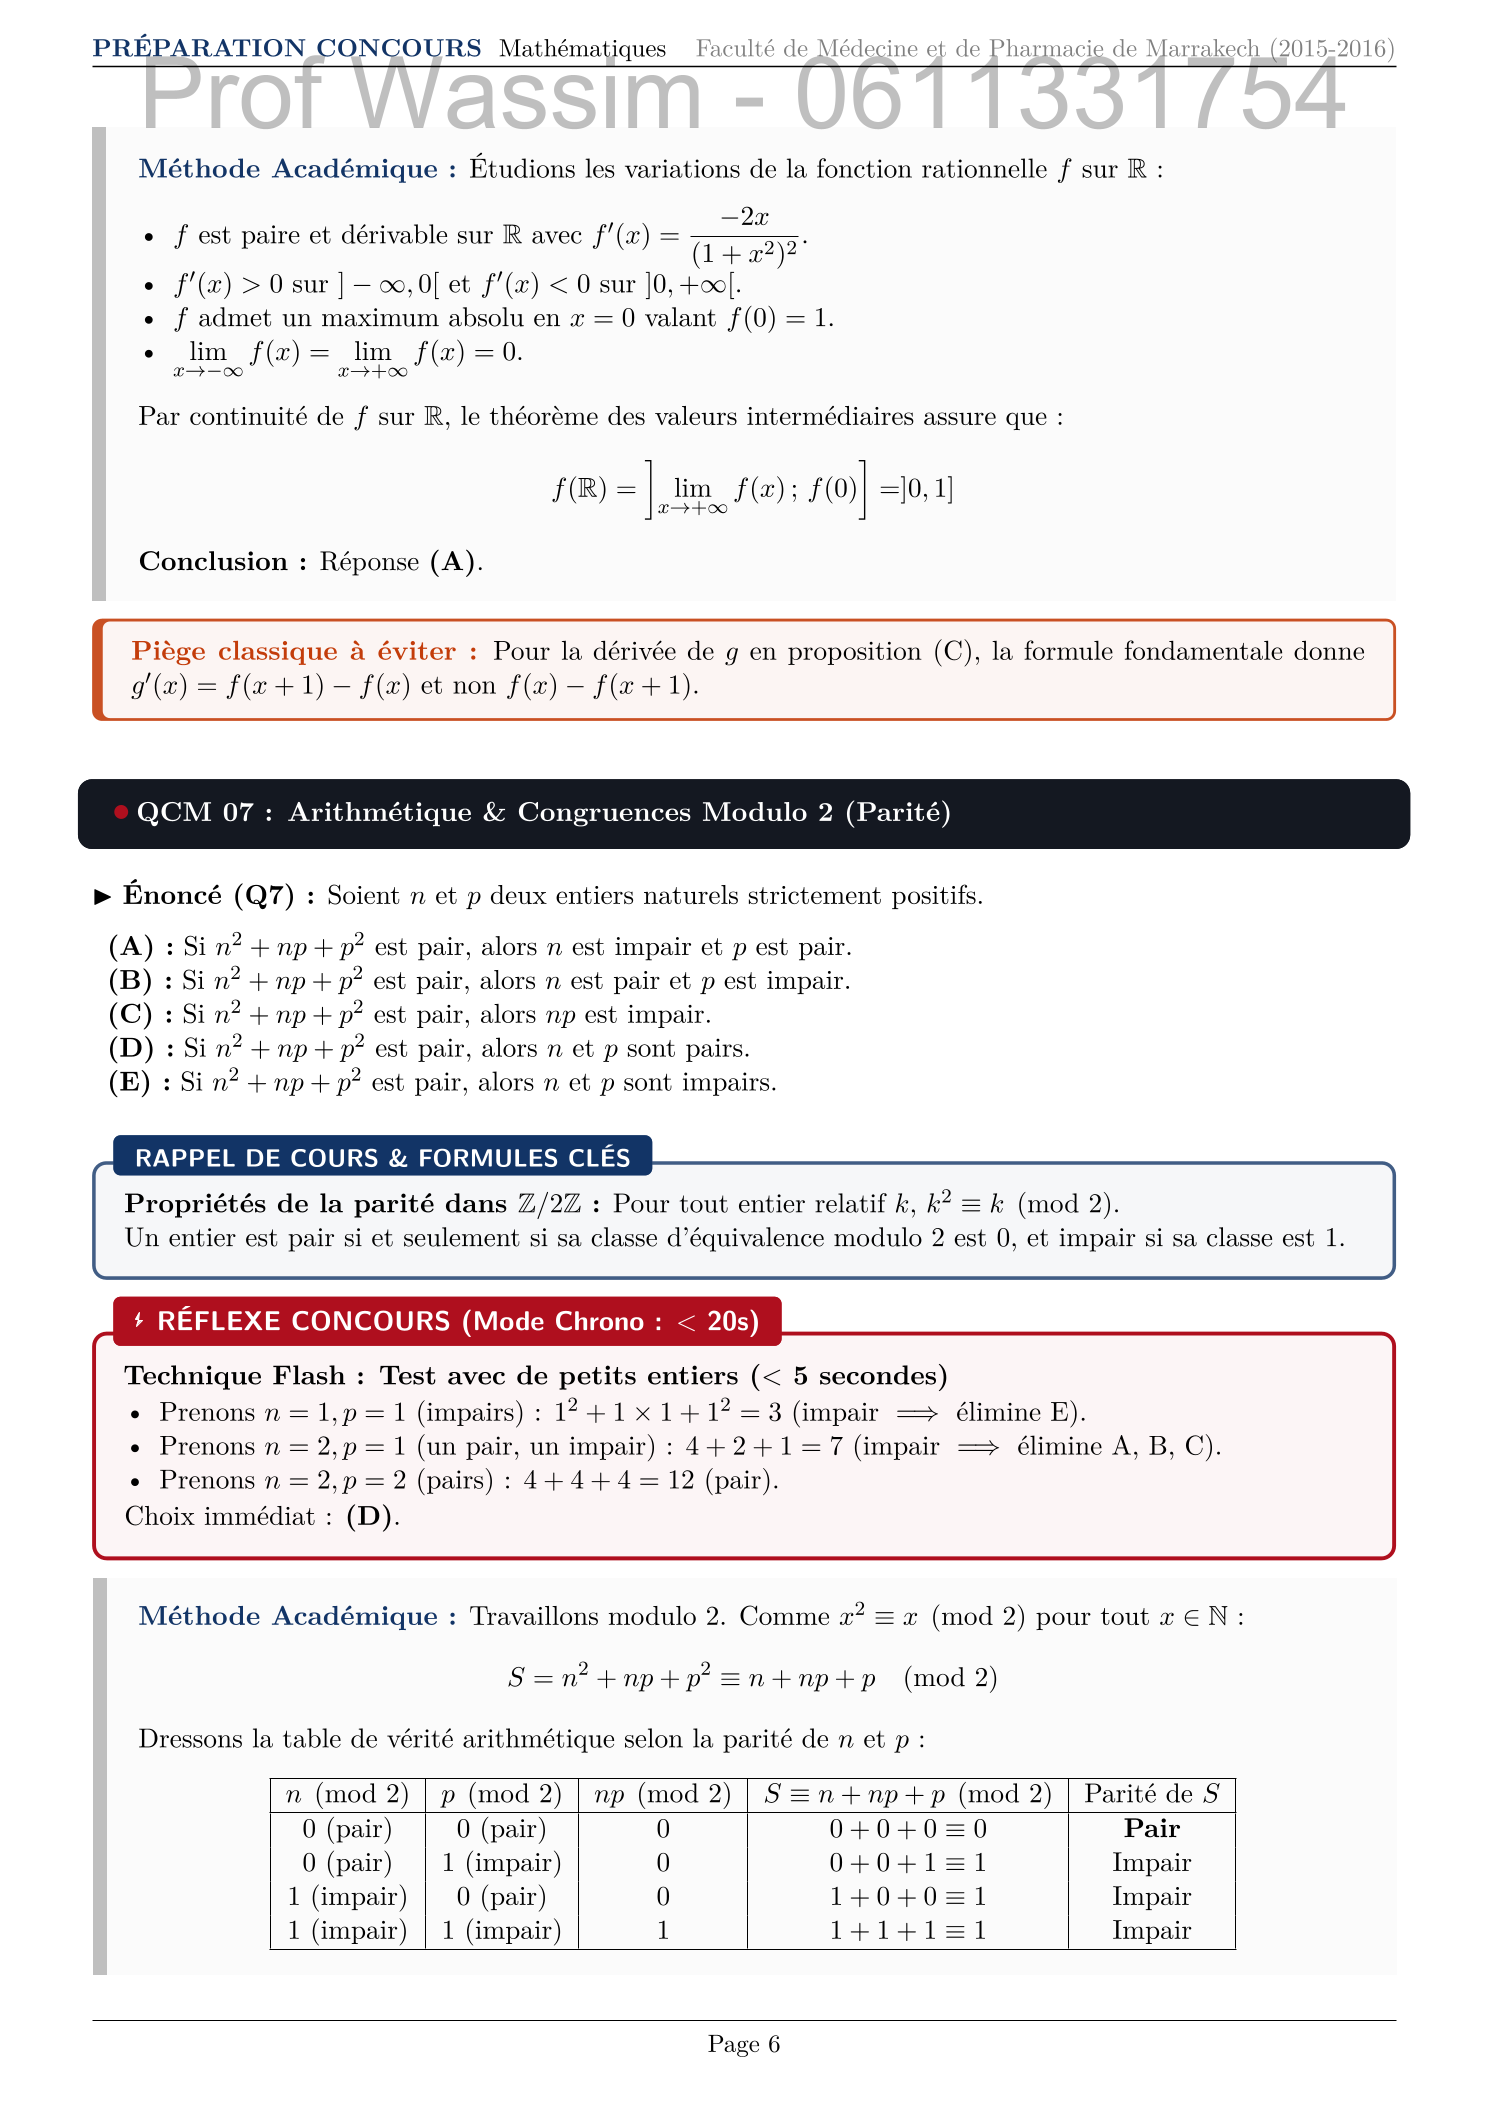 PRÉPARATION CONCOURS Mathématiques Faculté de Médecine et de Pharmacie de Marrakech (2015-2016)
Prof Wassim - 0611331754
Méthode Académique : Étudions les variations de la fonction rationnelle f sur ℝ :
• f est paire et dérivable sur ℝ avec f′(x) = −2x / (1 + x²)².
• f′(x) > 0 sur ] − ∞, 0[ et f′(x) < 0 sur ]0, +∞[.
• f admet un maximum absolu en x = 0 valant f(0) = 1.
• lim x→−∞ f(x) = lim x→+∞ f(x) = 0.
Par continuité de f sur ℝ, le théorème des valeurs intermédiaires assure que :
f(ℝ) = ] lim x→+∞ f(x) ; f(0) ] =]0, 1]
Conclusion : Réponse (A).
Piège classique à éviter : Pour la dérivée de g en proposition (C), la formule fondamentale donne
g′(x) = f(x + 1) − f(x) et non f(x) − f(x + 1).
• QCM 07 : Arithmétique & Congruences Modulo 2 (Parité)
▶ Énoncé (Q7) : Soient n et p deux entiers naturels strictement positifs.
(A) : Si n² + np + p² est pair, alors n est impair et p est pair.
(B) : Si n² + np + p² est pair, alors n est pair et p est impair.
(C) : Si n² + np + p² est pair, alors np est impair.
(D) : Si n² + np + p² est pair, alors n et p sont pairs.
(E) : Si n² + np + p² est pair, alors n et p sont impairs.
RAPPEL DE COURS & FORMULES CLÉS
Propriétés de la parité dans ℤ/2ℤ : Pour tout entier relatif k, k² ≡ k (mod 2).
Un entier est pair si et seulement si sa classe d'équivalence modulo 2 est 0, et impair si sa classe est 1.
⚡ RÉFLEXE CONCOURS (Mode Chrono : < 20s)
Technique Flash : Test avec de petits entiers (< 5 secondes)
• Prenons n = 1, p = 1 (impairs) : 1² + 1 × 1 + 1² = 3 (impair ⟹ élimine E).
• Prenons n = 2, p = 1 (un pair, un impair) : 4 + 2 + 1 = 7 (impair ⟹ élimine A, B, C).
• Prenons n = 2, p = 2 (pairs) : 4 + 4 + 4 = 12 (pair).
Choix immédiat : (D).
Méthode Académique : Travaillons modulo 2. Comme x² ≡ x (mod 2) pour tout x ∈ ℕ :
S = n² + np + p² ≡ n + np + p (mod 2)
Dressons la table de vérité arithmétique selon la parité de n et p :
n (mod 2) p (mod 2) np (mod 2) S ≡ n + np + p (mod 2) Parité de S
0 (pair) 0 (pair) 0 0 + 0 + 0 ≡ 0 Pair
0 (pair) 1 (impair) 0 0 + 0 + 1 ≡ 1 Impair
1 (impair) 0 (pair) 0 1 + 0 + 0 ≡ 1 Impair
1 (impair) 1 (impair) 1 1 + 1 + 1 ≡ 1 Impair
Page 6